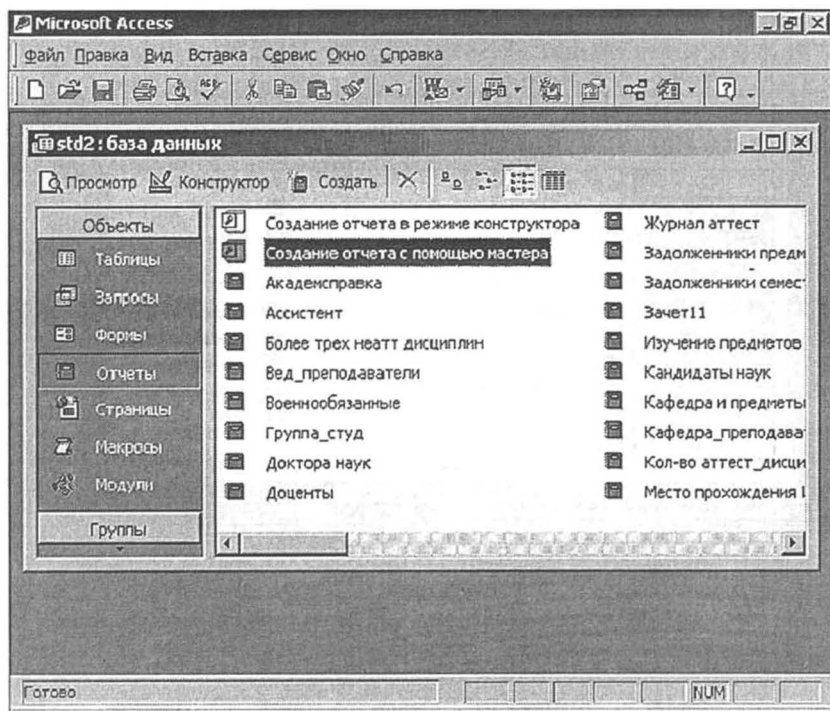 Microsoft Access
Файл Правка Вид Вставка Сервис Окно Справка
std2 : база данных
Просмотр Конструктор Создать
Объекты
Таблицы
Запросы
Формы
Отчеты
Страницы
Макросы
Модули
Группы
Создание отчета в режиме конструктора
Создание отчета с помощью мастера
Академсправка
Ассистент
Более трех неатт дисциплин
Вед_преподаватели
Военнообязанные
Группа_студ
Доктора наук
Доценты
Журнал аттест
Задолженники предм
Задолженники семес
Зачет11
Изучение предметов
Кандидаты наук
Кафедра и предметы
Кафедра_преподава
Кол-во аттест_дисци
Место прохождения
Готово
NUM